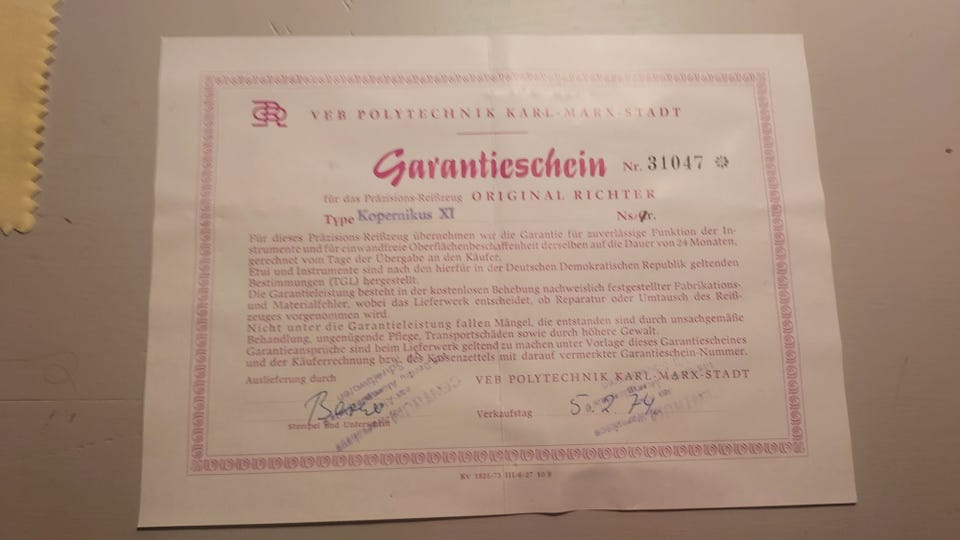 VEB POLYTECHNIK KARL-MARX-STADT
Garantieschein Nr. 31047
für das Präzisions-Reißzeug ORIGINAL RICHTER
Type Kopernikus XI
Für dieses Präzisions-Reißzeug übernehmen wir die Garantie für zuverlässige Funktion der In-
strumente und für einwandfreie Oberflächenbeschaffenheit derselben auf die Dauer von 24 Monaten,
gerechnet vom Tage der Übergabe an den Käufer.
Etui und Instrumente sind nach den hierfür in der Deutschen Demokratischen Republik geltenden
Bestimmungen (TGL) hergestellt.
Die Garantieleistung besteht in der kostenlosen Behebung nachweislich festgestellter Fabrikations-
und Materialfehler, wobei das Lieferwerk entscheidet, ob Reparatur oder Umtausch des Reiß-
zeuges vorgenommen wird.
Nicht unter die Garantieleistung fallen Mängel, die entstanden sind durch unsachgemäße
Behandlung, ungenügende Pflege, Transportschäden sowie durch höhere Gewalt.
Garantieansprüche sind beim Lieferwerk geltend zu machen unter Vorlage dieses Garantiescheines
und der Käuferrechnung bzw. des Kassenzettels mit darauf vermerkter Garantieschein-Nummer.
Auslieferung durch VEB POLYTECHNIK KARL-MARX-STADT
Verkaufstag 5. 2. 74
Stempel und Unterschrift